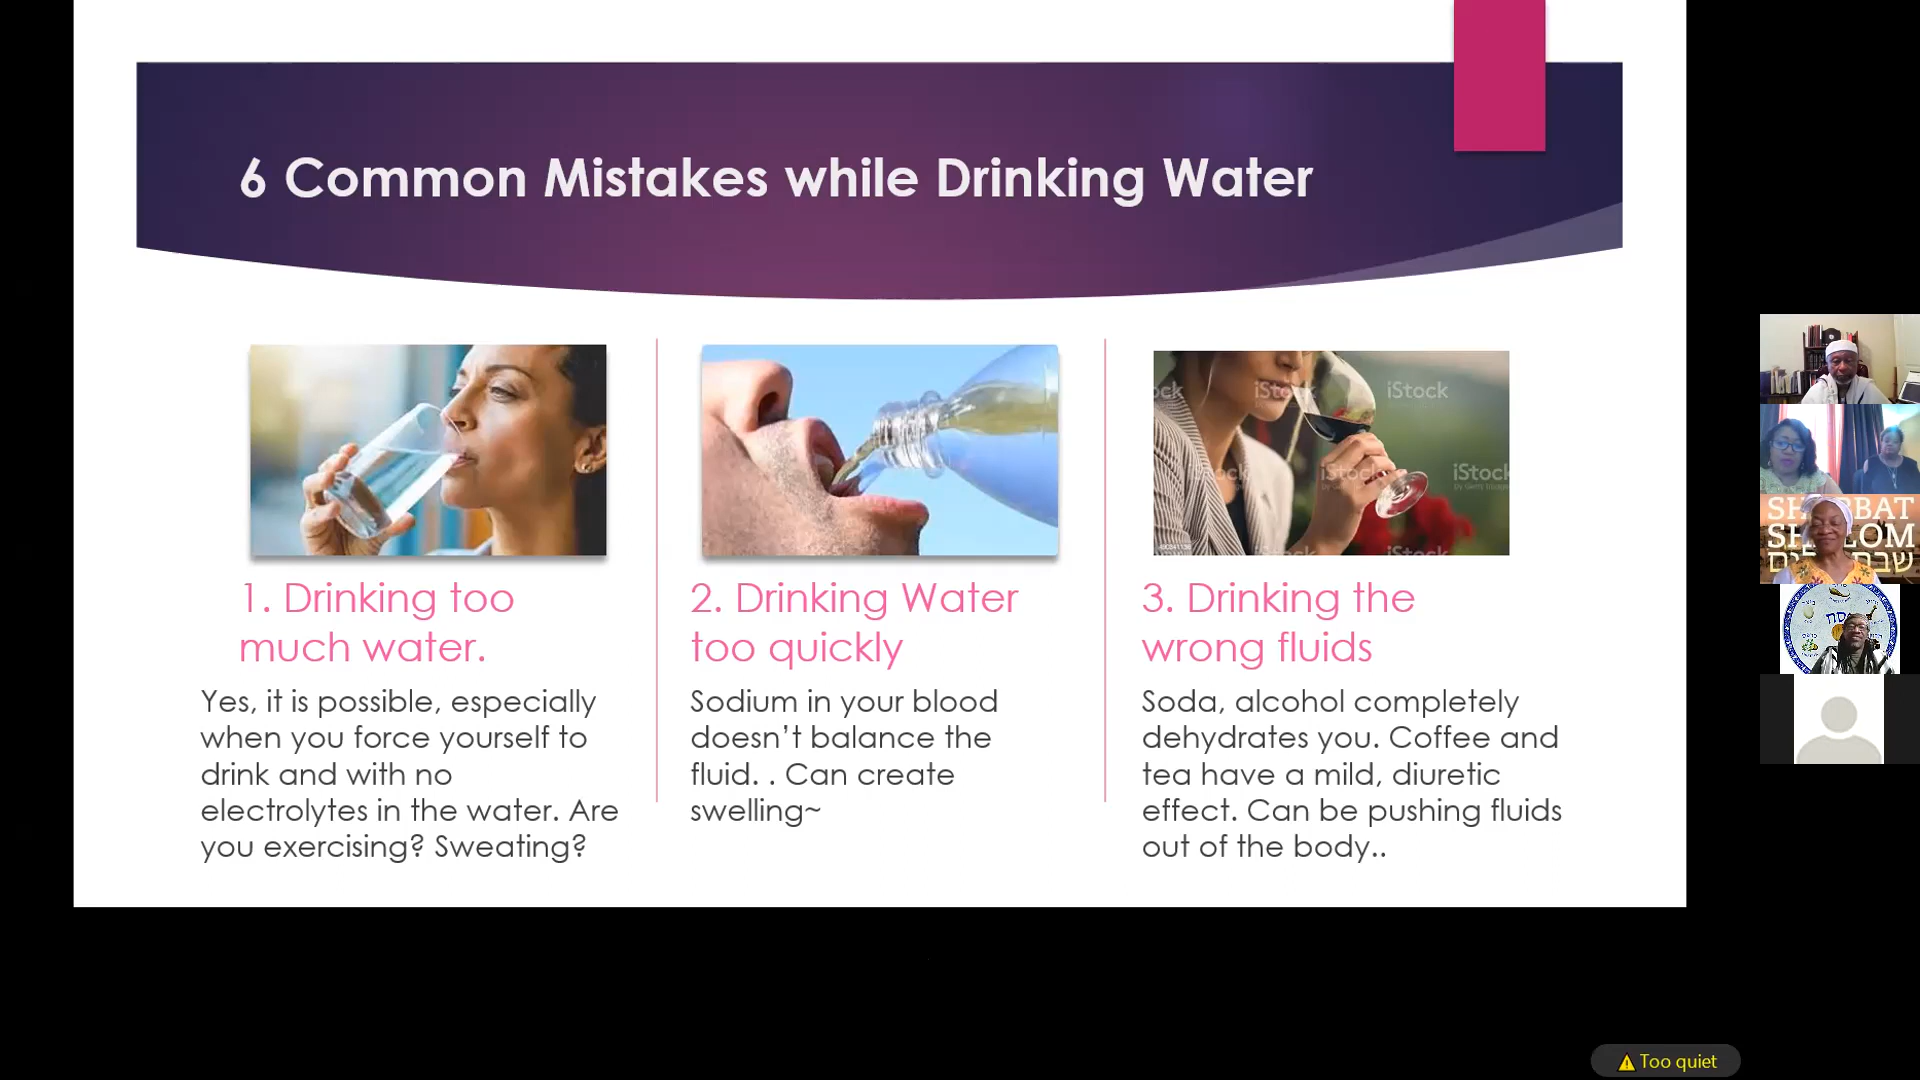 6 Common Mistakes while Drinking Water
iStock
iStock
iStock
iStock
iStock
1. Drinking too
much water.
Yes, it is possible, especially
when you force yourself to
drink and with no
electrolytes in the water. Are
you exercising? Sweating?
2. Drinking Water
too quickly
Sodium in your blood
doesn’t balance the
fluid. . Can create
swelling~
3. Drinking the
wrong fluids
Soda, alcohol completely
dehydrates you. Coffee and
tea have a mild, diuretic
effect. Can be pushing fluids
out of the body..
Too quiet